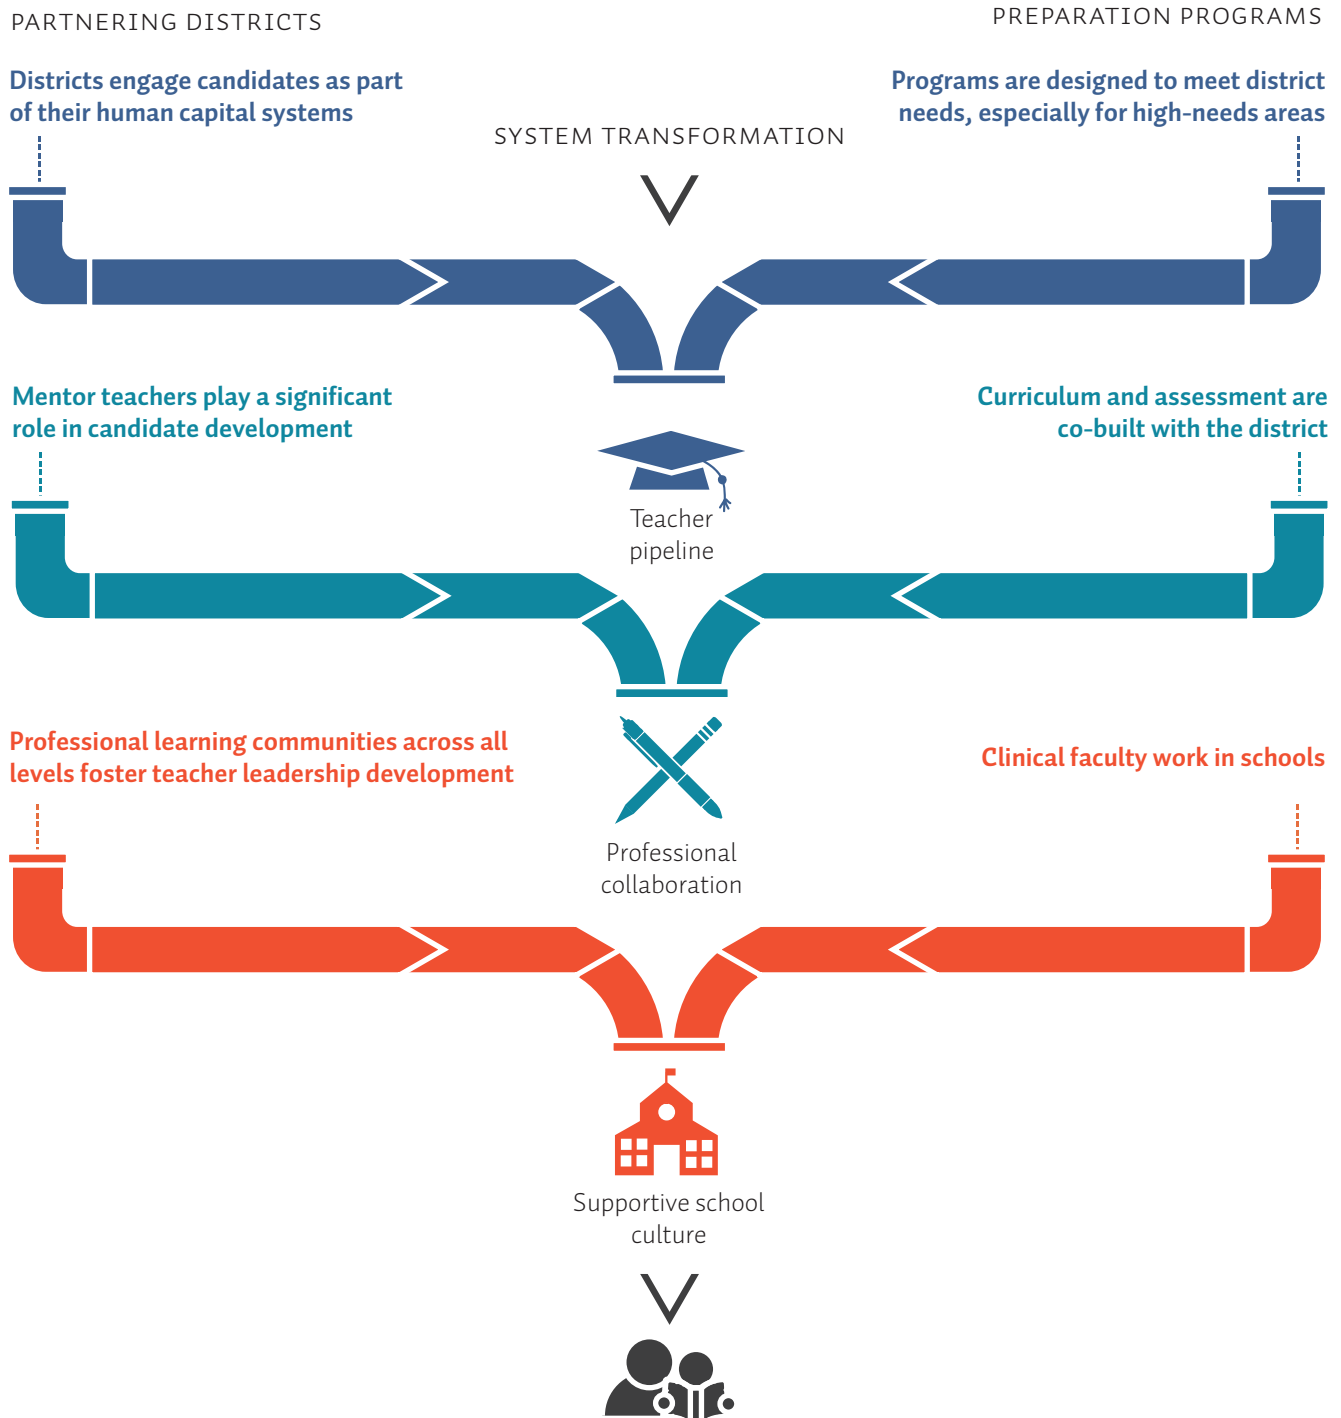 PARTNERING DISTRICTS
PREPARATION PROGRAMS
Districts engage candidates as part
of their human capital systems
Programs are designed to meet district
needs, especially for high-needs areas
SYSTEM TRANSFORMATION
Mentor teachers play a significant
role in candidate development
Curriculum and assessment are
co-built with the district
Teacher
pipeline
Professional learning communities across all
levels foster teacher leadership development
Clinical faculty work in schools
Professional
collaboration
Supportive school
culture